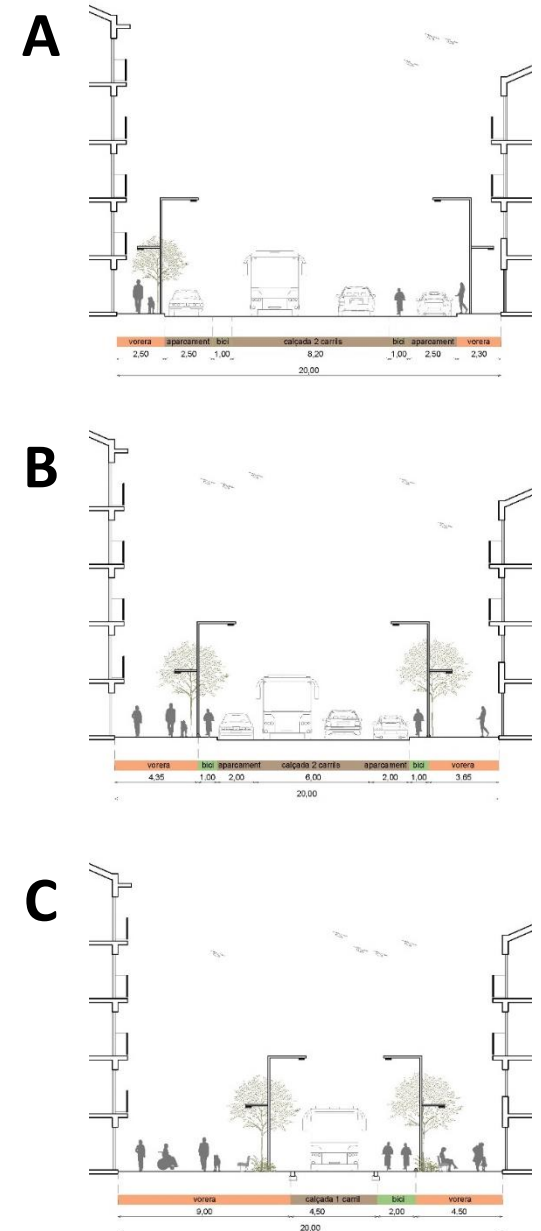 A
vorera aparcament bici calçada 2 carrils bici aparcament vorera
2,50 2,50 1,00 8,20 1,00 2,50 2,30
20,00
B
vorera bici aparcament calçada 2 carrils aparcament bici vorera
4,35 1,00 2,00 6,00 2,00 1,00 3.65
20,00
C
vorera calçada 1 carril bici vorera
9,00 4,50 2,00 4.50
20,00